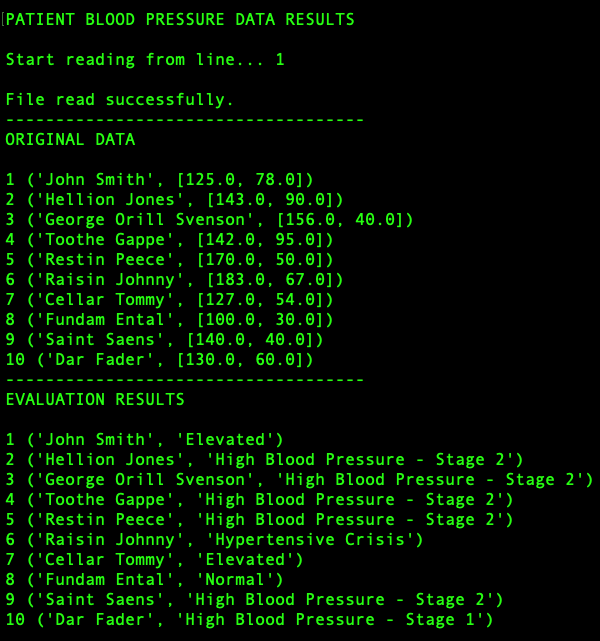 PATIENT BLOOD PRESSURE DATA RESULTS
Start reading from line... 1
File read successfully.
------------------------------------
ORIGINAL DATA
1 ('John Smith', [125.0, 78.0])
2 ('Hellion Jones', [143.0, 90.0])
3 ('George Orill Svenson', [156.0, 40.0])
4 ('Toothe Gappe', [142.0, 95.0])
5 ('Restin Peece', [170.0, 50.0])
6 ('Raisin Johnny', [183.0, 67.0])
7 ('Cellar Tommy', [127.0, 54.0])
8 ('Fundam Ental', [100.0, 30.0])
9 ('Saint Saens', [140.0, 40.0])
10 ('Dar Fader', [130.0, 60.0])
------------------------------------
EVALUATION RESULTS
1 ('John Smith', 'Elevated')
2 ('Hellion Jones', 'High Blood Pressure - Stage 2')
3 ('George Orill Svenson', 'High Blood Pressure - Stage 2')
4 ('Toothe Gappe', 'High Blood Pressure - Stage 2')
5 ('Restin Peece', 'High Blood Pressure - Stage 2')
6 ('Raisin Johnny', 'Hypertensive Crisis')
7 ('Cellar Tommy', 'Elevated')
8 ('Fundam Ental', 'Normal')
9 ('Saint Saens', 'High Blood Pressure - Stage 2')
10 ('Dar Fader', 'High Blood Pressure - Stage 1')